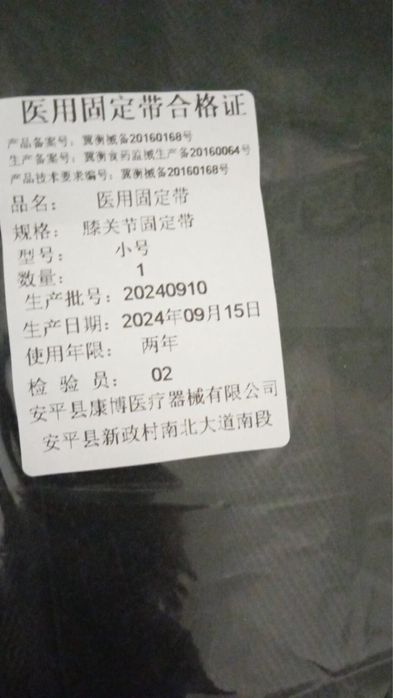 医用固定带合格证
产品备案号：冀衡械备20160168号
生产备案号：冀衡食药监械生产备20160064号
产品技术要求编号：冀衡械备20160168号
品名： 医用固定带
规格： 膝关节固定带
型号： 小号
数量： 1
生产批号：20240910
生产日期：2024年09月15日
使用年限： 两年
检 验 员： 02
安平县康博医疗器械有限公司
安平县新政村南北大道南段